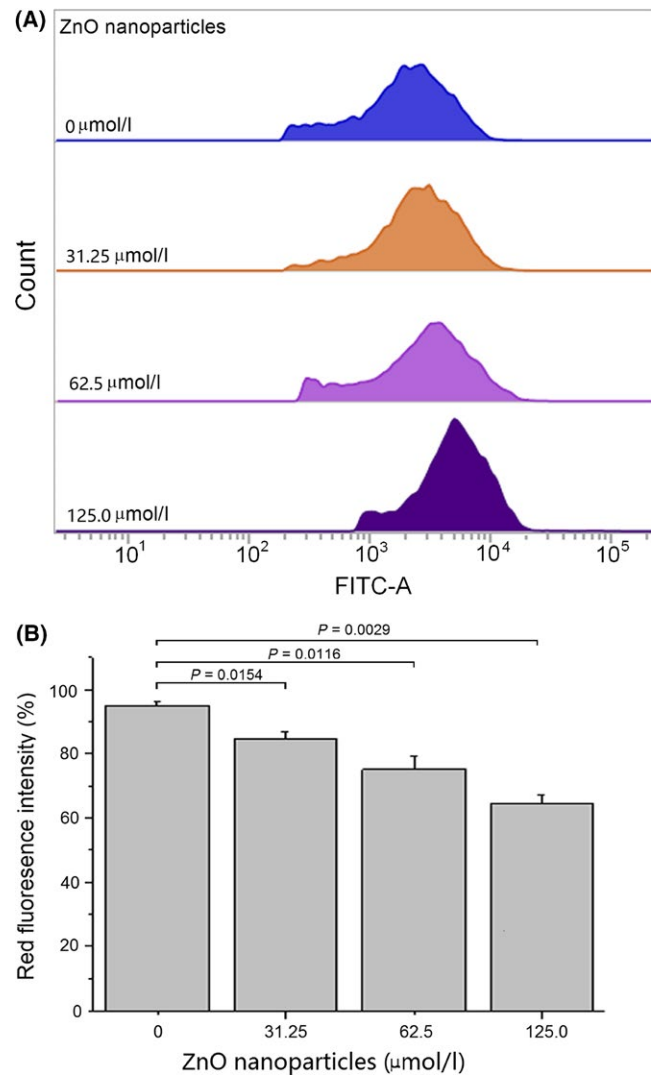 (A)
ZnO nanoparticles
0 μmol/l
31.25 μmol/l
62.5 μmol/l
125.0 μmol/l
Count
10¹ 10² 10³ 10⁴ 10⁵
FITC-A
(B)
P = 0.0029
P = 0.0116
P = 0.0154
100
80
60
40
20
0
Red fluoresence intensity (%)
0 31.25 62.5 125.0
ZnO nanoparticles (μmol/l)